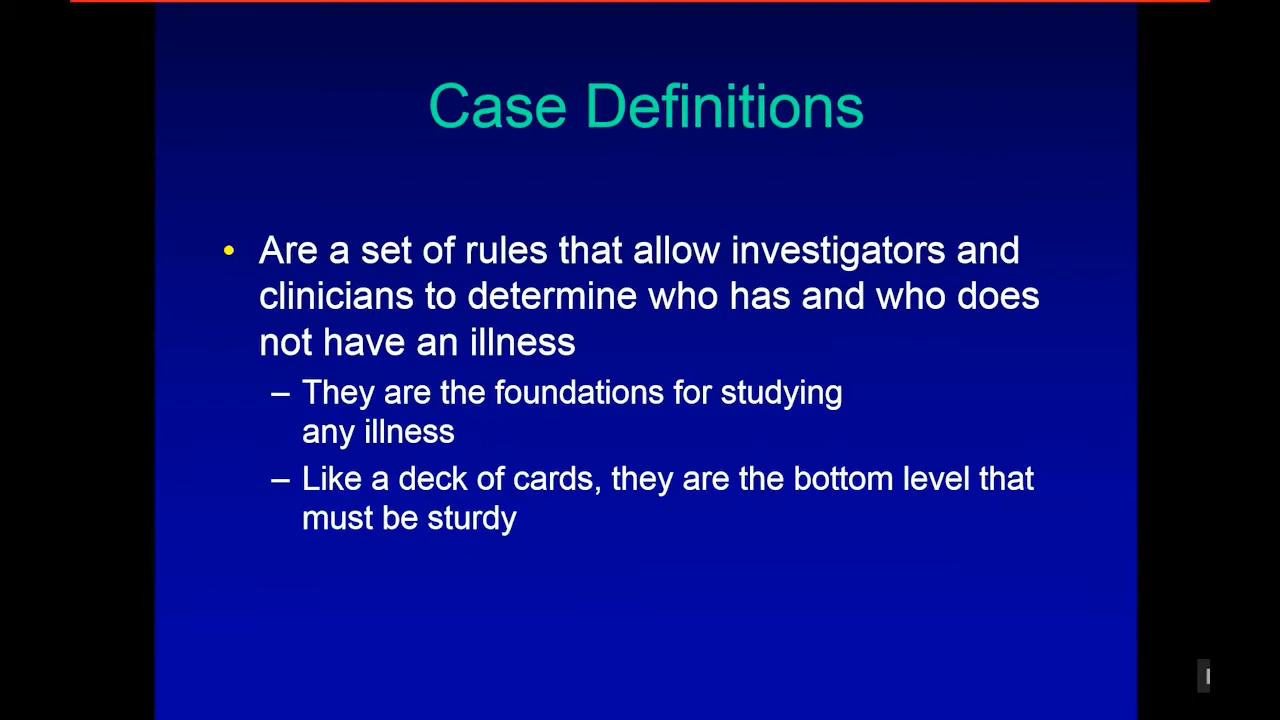 Case Definitions
• Are a set of rules that allow investigators and
clinicians to determine who has and who does
not have an illness
– They are the foundations for studying
any illness
– Like a deck of cards, they are the bottom level that
must be sturdy